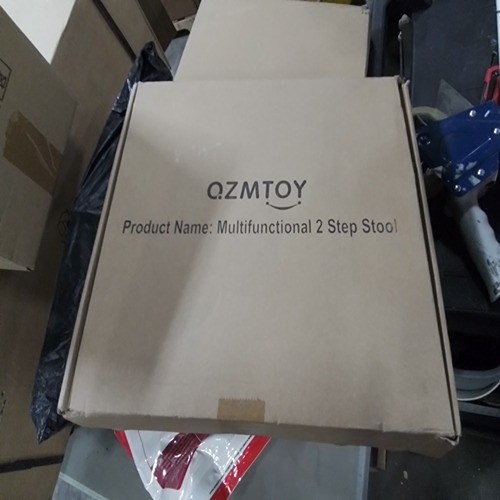 QZMTOY
Product Name: Multifunctional 2 Step Stool